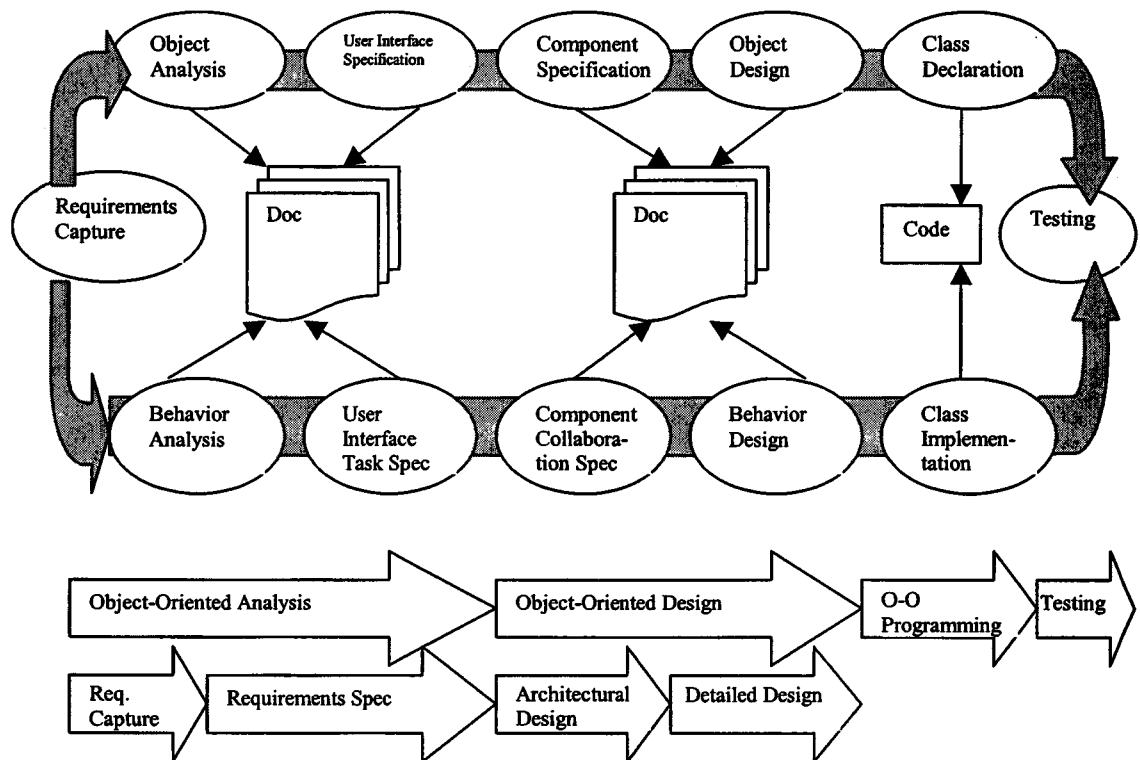 Object
Analysis
User Interface
Specification
Component
Specification
Object
Design
Class
Declaration
Requirements
Capture
Doc
Doc
Code
Testing
Behavior
Analysis
User
Interface
Task Spec
Component
Collabora-
tion Spec
Behavior
Design
Class
Implemen-
tation
Object-Oriented Analysis
Object-Oriented Design
O-O
Programming
Testing
Req.
Capture
Requirements Spec
Architectural
Design
Detailed Design